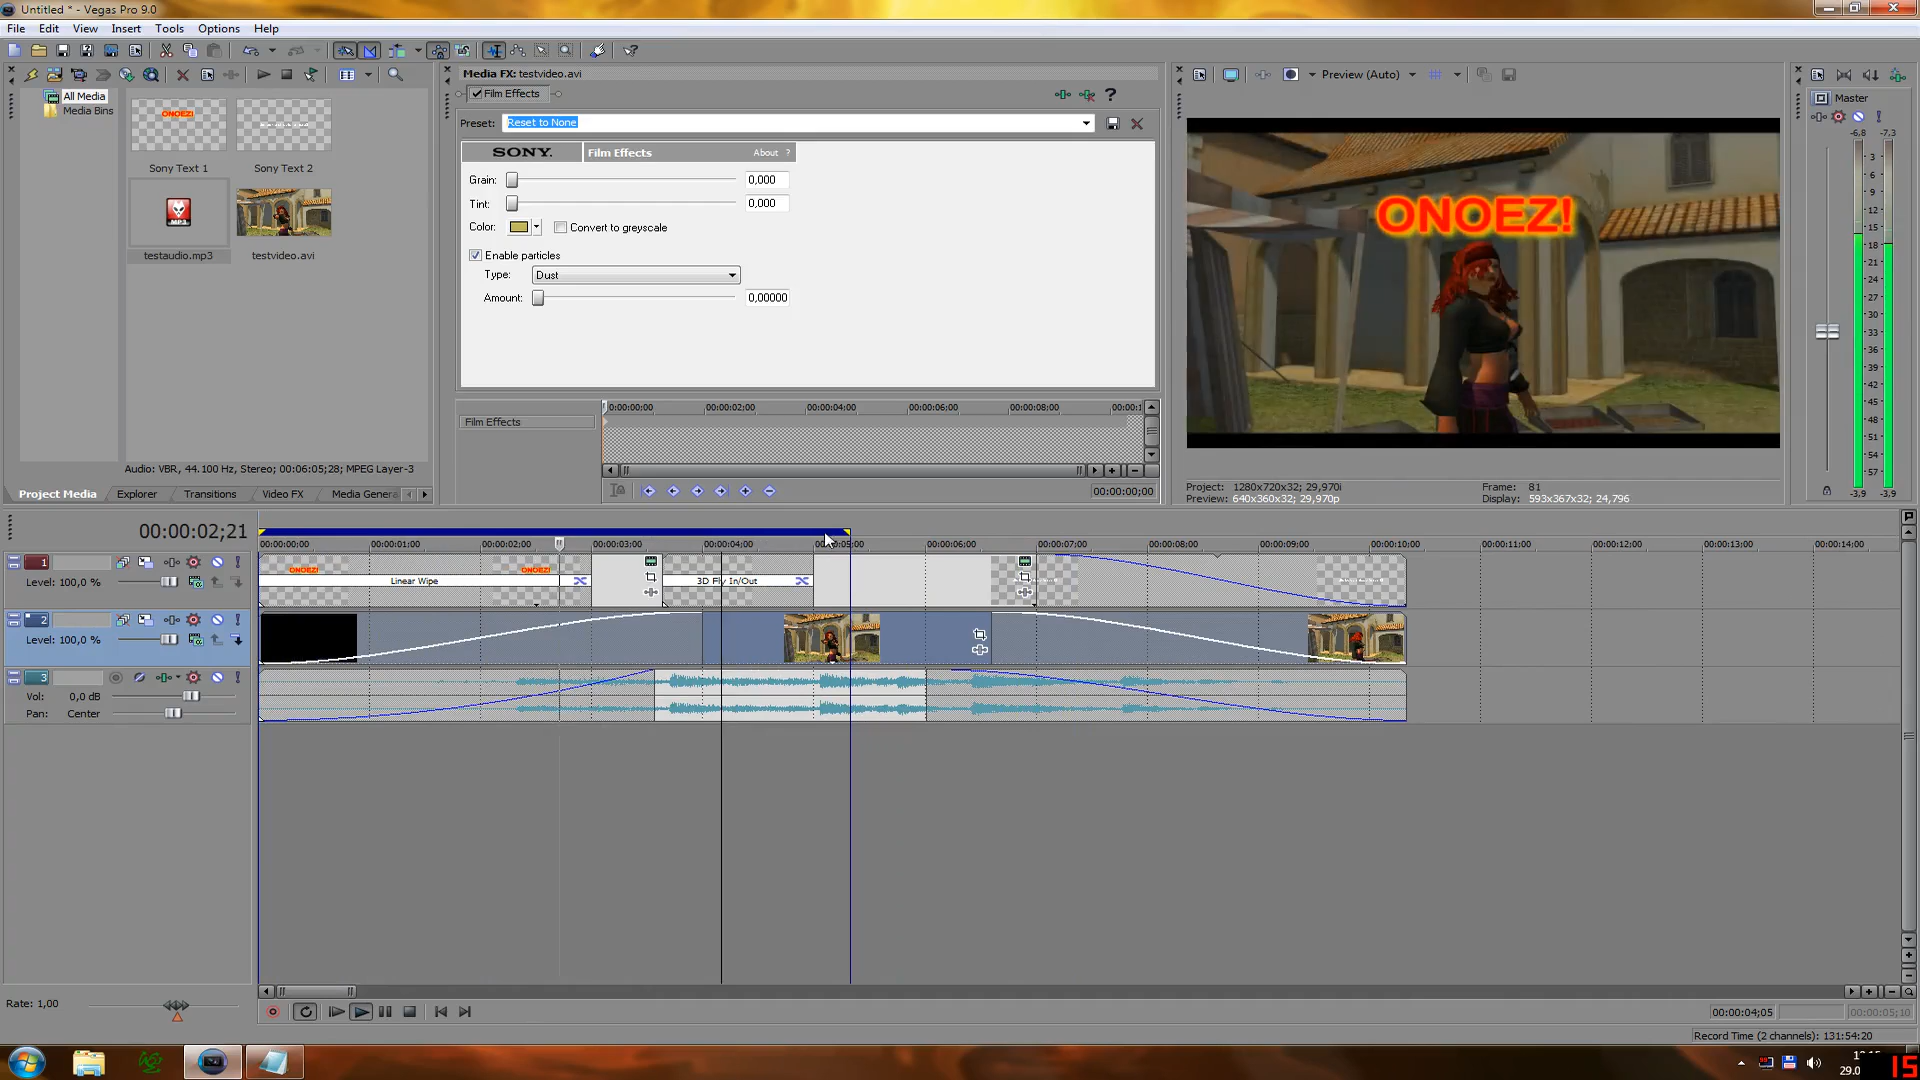 Untitled * - Vegas Pro 9.0
File Edit View Insert Tools Options Help
All Media
Media Bins
ONOEZ!
Sony Text 1
Sony Text 2
MP3
testaudio.mp3
testvideo.avi
Audio: VBR, 44.100 Hz, Stereo; 00:06:05;28; MPEG Layer-3
Project Media Explorer Transitions Video FX Media Genera
Media FX: testvideo.avi
Film Effects
Preset: Reset to None
SONY. Film Effects About ?
Grain: 0,000
Tint: 0,000
Color: Convert to greyscale
Enable particles
Type: Dust
Amount: 0,00000
0:00:00:00 00:00:02;00 00:00:04;00 00:00:06;00 00:00:08;00 00:00:1
Film Effects
00:00:00;00
Preview (Auto)
ONOEZ!
Project: 1280x720x32; 29,970i
Preview: 640x360x32; 29,970p
Frame: 81
Display: 593x367x32; 24,796
Master
-6,8 -7,3
3
6
9
12
15
18
21
24
27
30
33
36
39
42
45
48
51
54
57
-3,9 -3,9
00:00:02;21
00:00:00;00 00:00:01;00 00:00:02;00 00:00:03;00 00:00:04;00 00:00:05;00 00:00:06;00 00:00:07;00 00:00:08;00 00:00:09;00 00:00:10;00 00:00:11;00 00:00:12;00 00:00:13;00 00:00:14;00
1
Level: 100,0 %
ONOEZ! ONOEZ!
Linear Wipe 3D Fly In/Out
2
Level: 100,0 %
3
Vol: 0,0 dB
Pan: Center
Rate: 1,00
00:00:04;05 00:00:05;10
Record Time (2 channels): 131:54:20
29.0
15